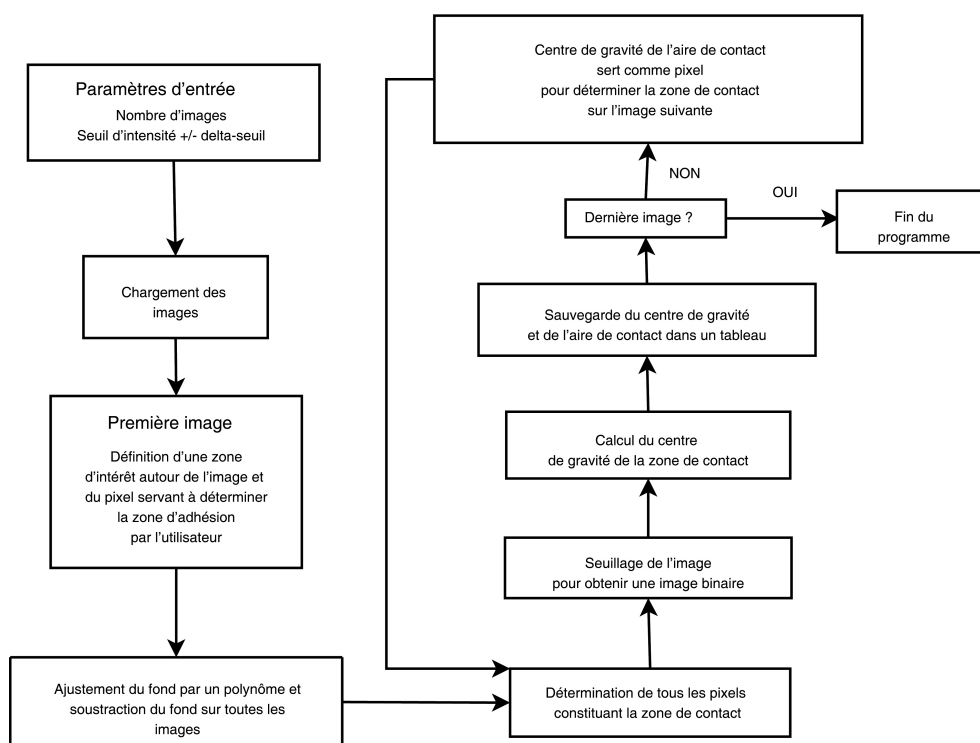 Paramètres d'entrée
Nombre d'images
Seuil d'intensité +/- delta-seuil
Chargement des
images
Première image
Définition d'une zone
d'intérêt autour de l'image et
du pixel servant à déterminer
la zone d'adhésion
par l'utilisateur
Ajustement du fond par un polynôme et
soustraction du fond sur toutes les
images
Détermination de tous les pixels
constituant la zone de contact
Seuillage de l'image
pour obtenir une image binaire
Calcul du centre
de gravité de la zone de contact
Sauvegarde du centre de gravité
et de l'aire de contact dans un tableau
Dernière image ?
NON
OUI
Centre de gravité de l'aire de contact
sert comme pixel
pour déterminer la zone de contact
sur l'image suivante
Fin du
programme